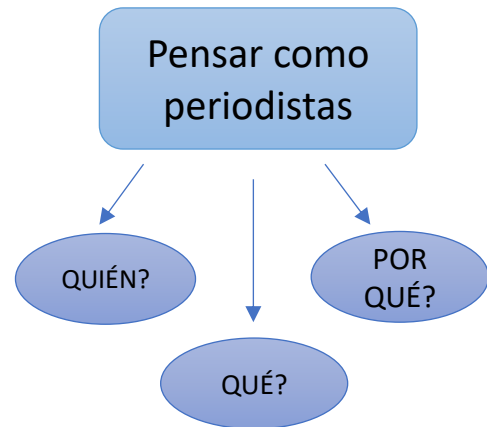 Pensar como
periodistas
QUIÉN?
POR
QUÉ?
QUÉ?